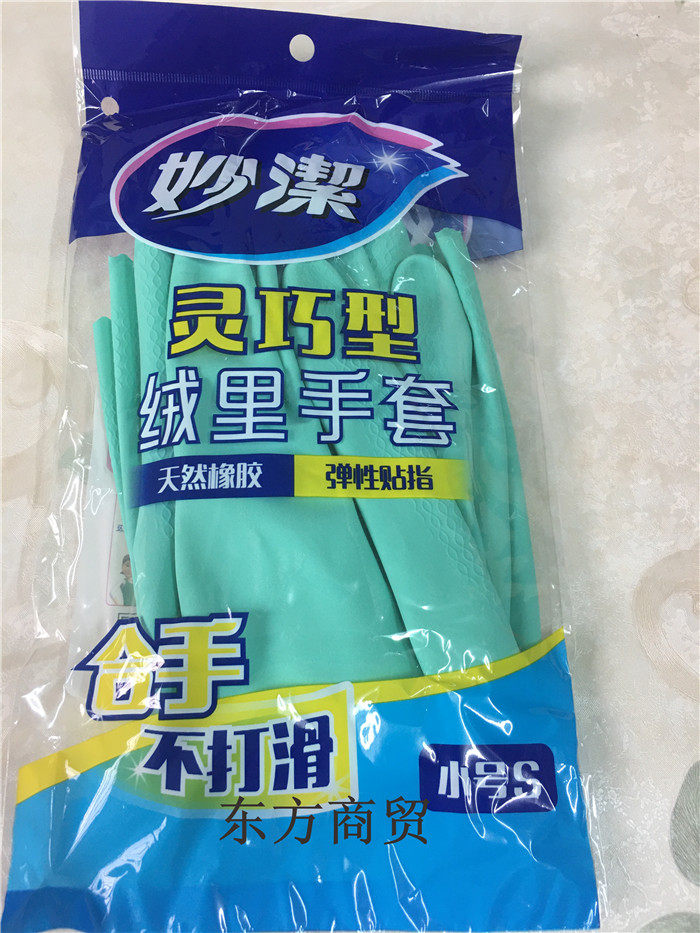 妙潔
灵巧型
绒里手套
天然橡胶 弹性贴指
合手
不打滑
小号S
东方商贸